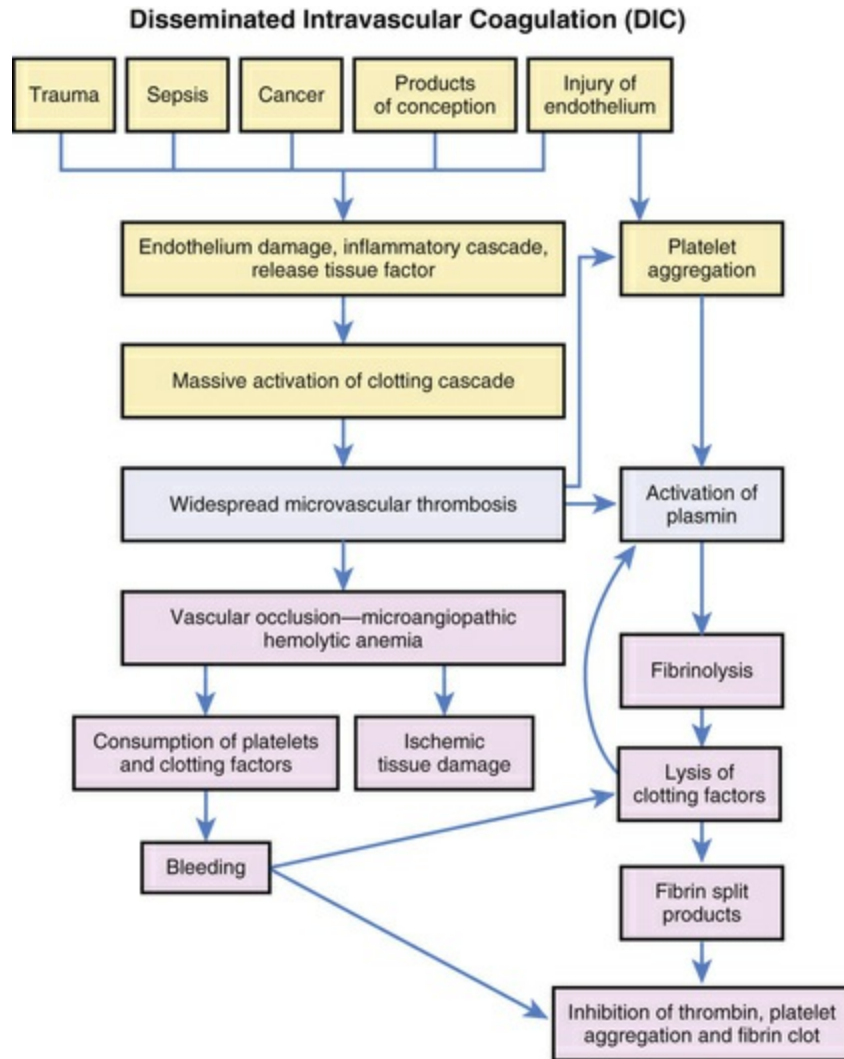 Disseminated Intravascular Coagulation (DIC)
Trauma
Sepsis
Cancer
Products
of conception
Injury of
endothelium
Endothelium damage, inflammatory cascade,
release tissue factor
Platelet
aggregation
Massive activation of clotting cascade
Widespread microvascular thrombosis
Activation of
plasmin
Vascular occlusion—microangiopathic
hemolytic anemia
Fibrinolysis
Consumption of platelets
and clotting factors
Ischemic
tissue damage
Lysis of
clotting factors
Bleeding
Fibrin split
products
Inhibition of thrombin, platelet
aggregation and fibrin clot